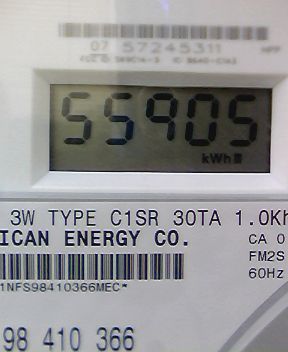 07 57245311
55905
kWh
3W TYPE C1SR 30TA 1.0Kh
ICAN ENERGY CO.
CA 0
FM2S
60Hz
1NFS98410366MEC*
98 410 366